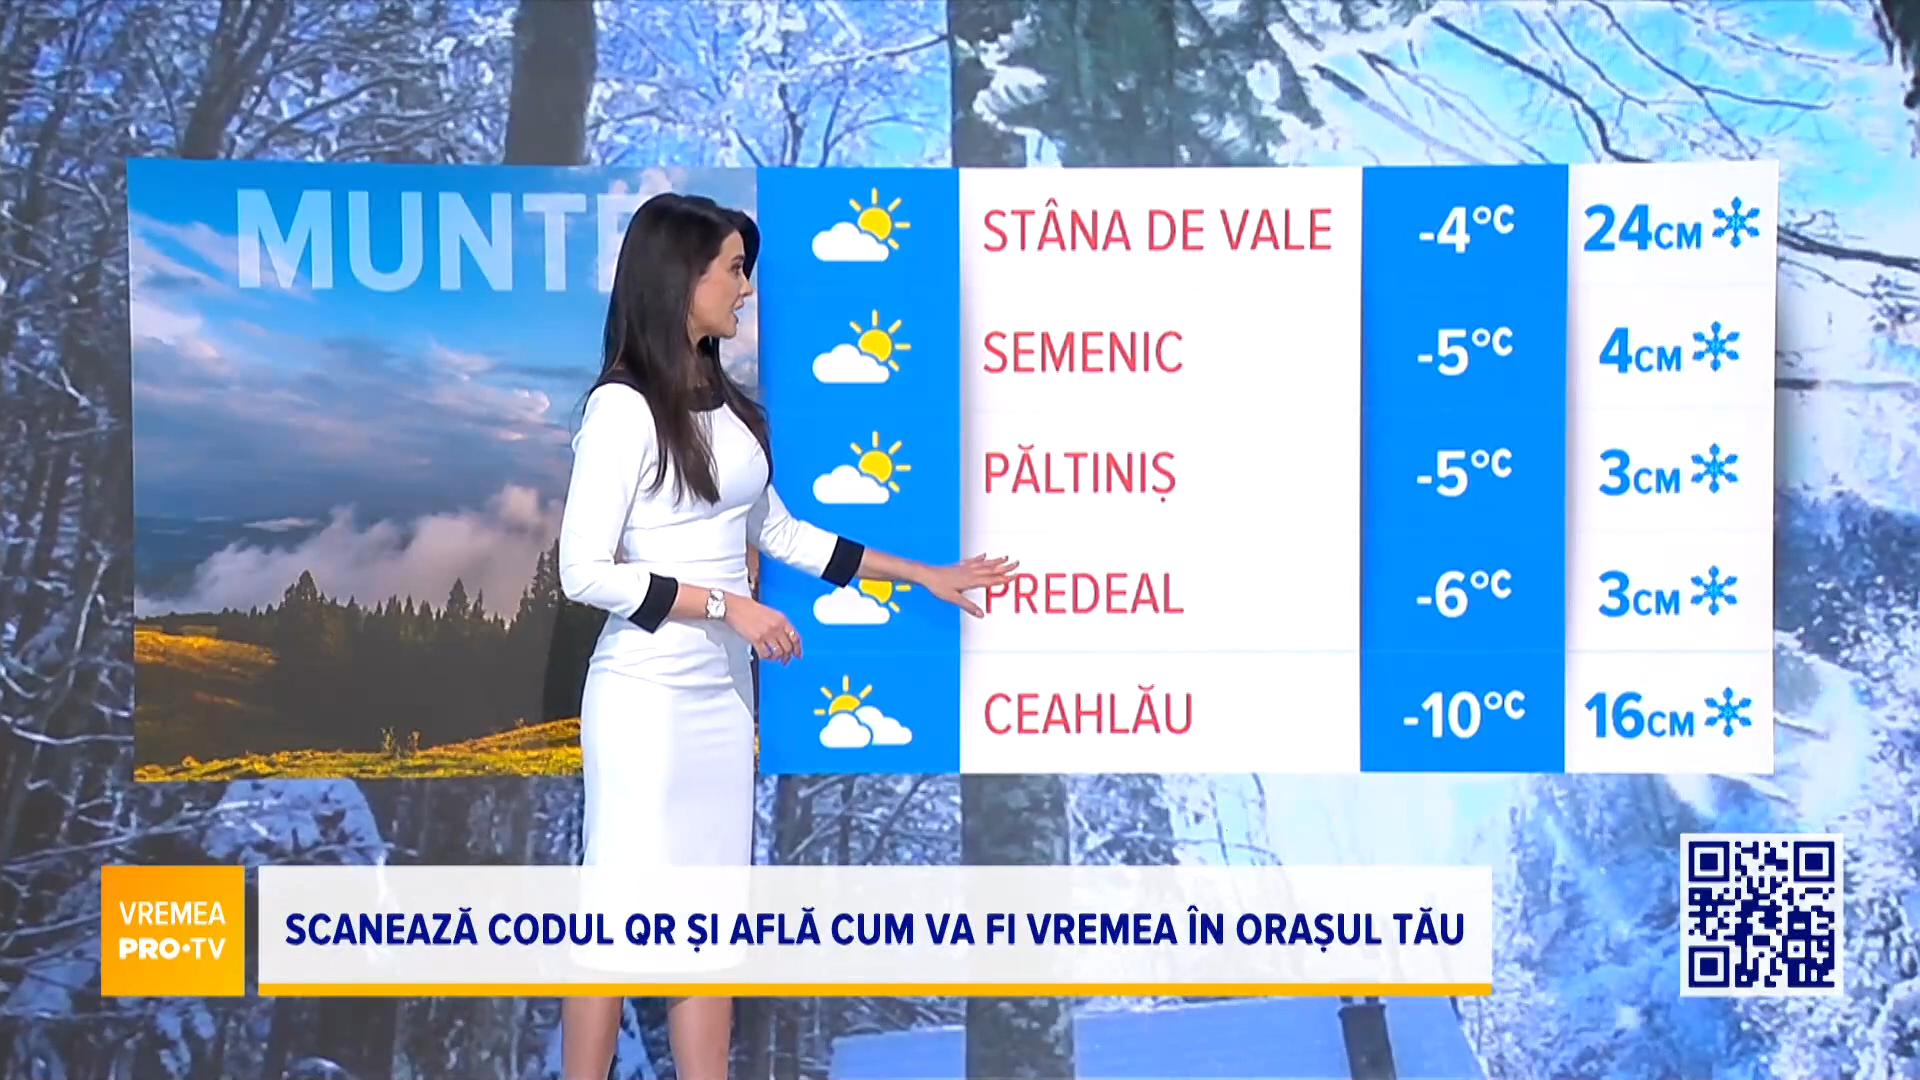 MUNTE
STÂNA DE VALE -4°C 24CM
SEMENIC -5°C 4CM
PĂLTINIȘ -5°C 3CM
PREDEAL -6°C 3CM
CEAHLĂU -10°C 16CM
VREMEA
PRO•TV
SCANEAZĂ CODUL QR ȘI AFLĂ CUM VA FI VREMEA ÎN ORAȘUL TĂU